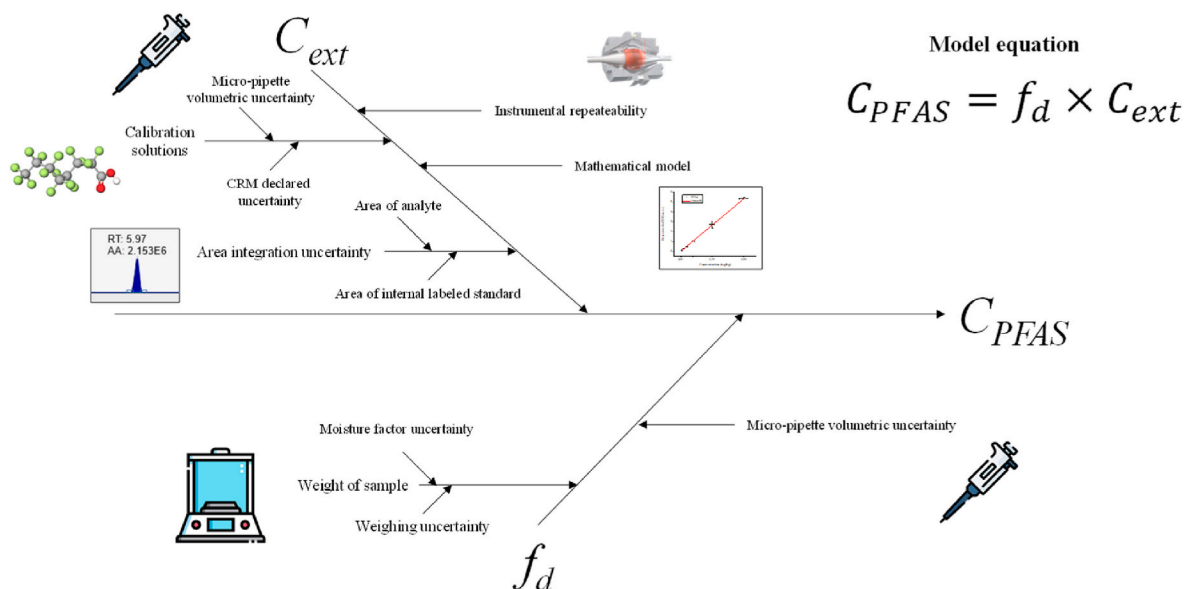 C_ext
Model equation
C_PFAS = f_d × C_ext
Micro-pipette
volumetric uncertainty
Instrumental repeateability
Calibration
solutions
Mathematical model
CRM declared
uncertainty
Area of analyte
RT: 5.97
AA: 2.153E6
Area integration uncertainty
Area of internal labeled standard
C_PFAS
Moisture factor uncertainty
Micro-pipette volumetric uncertainty
Weight of sample
Weighing uncertainty
f_d